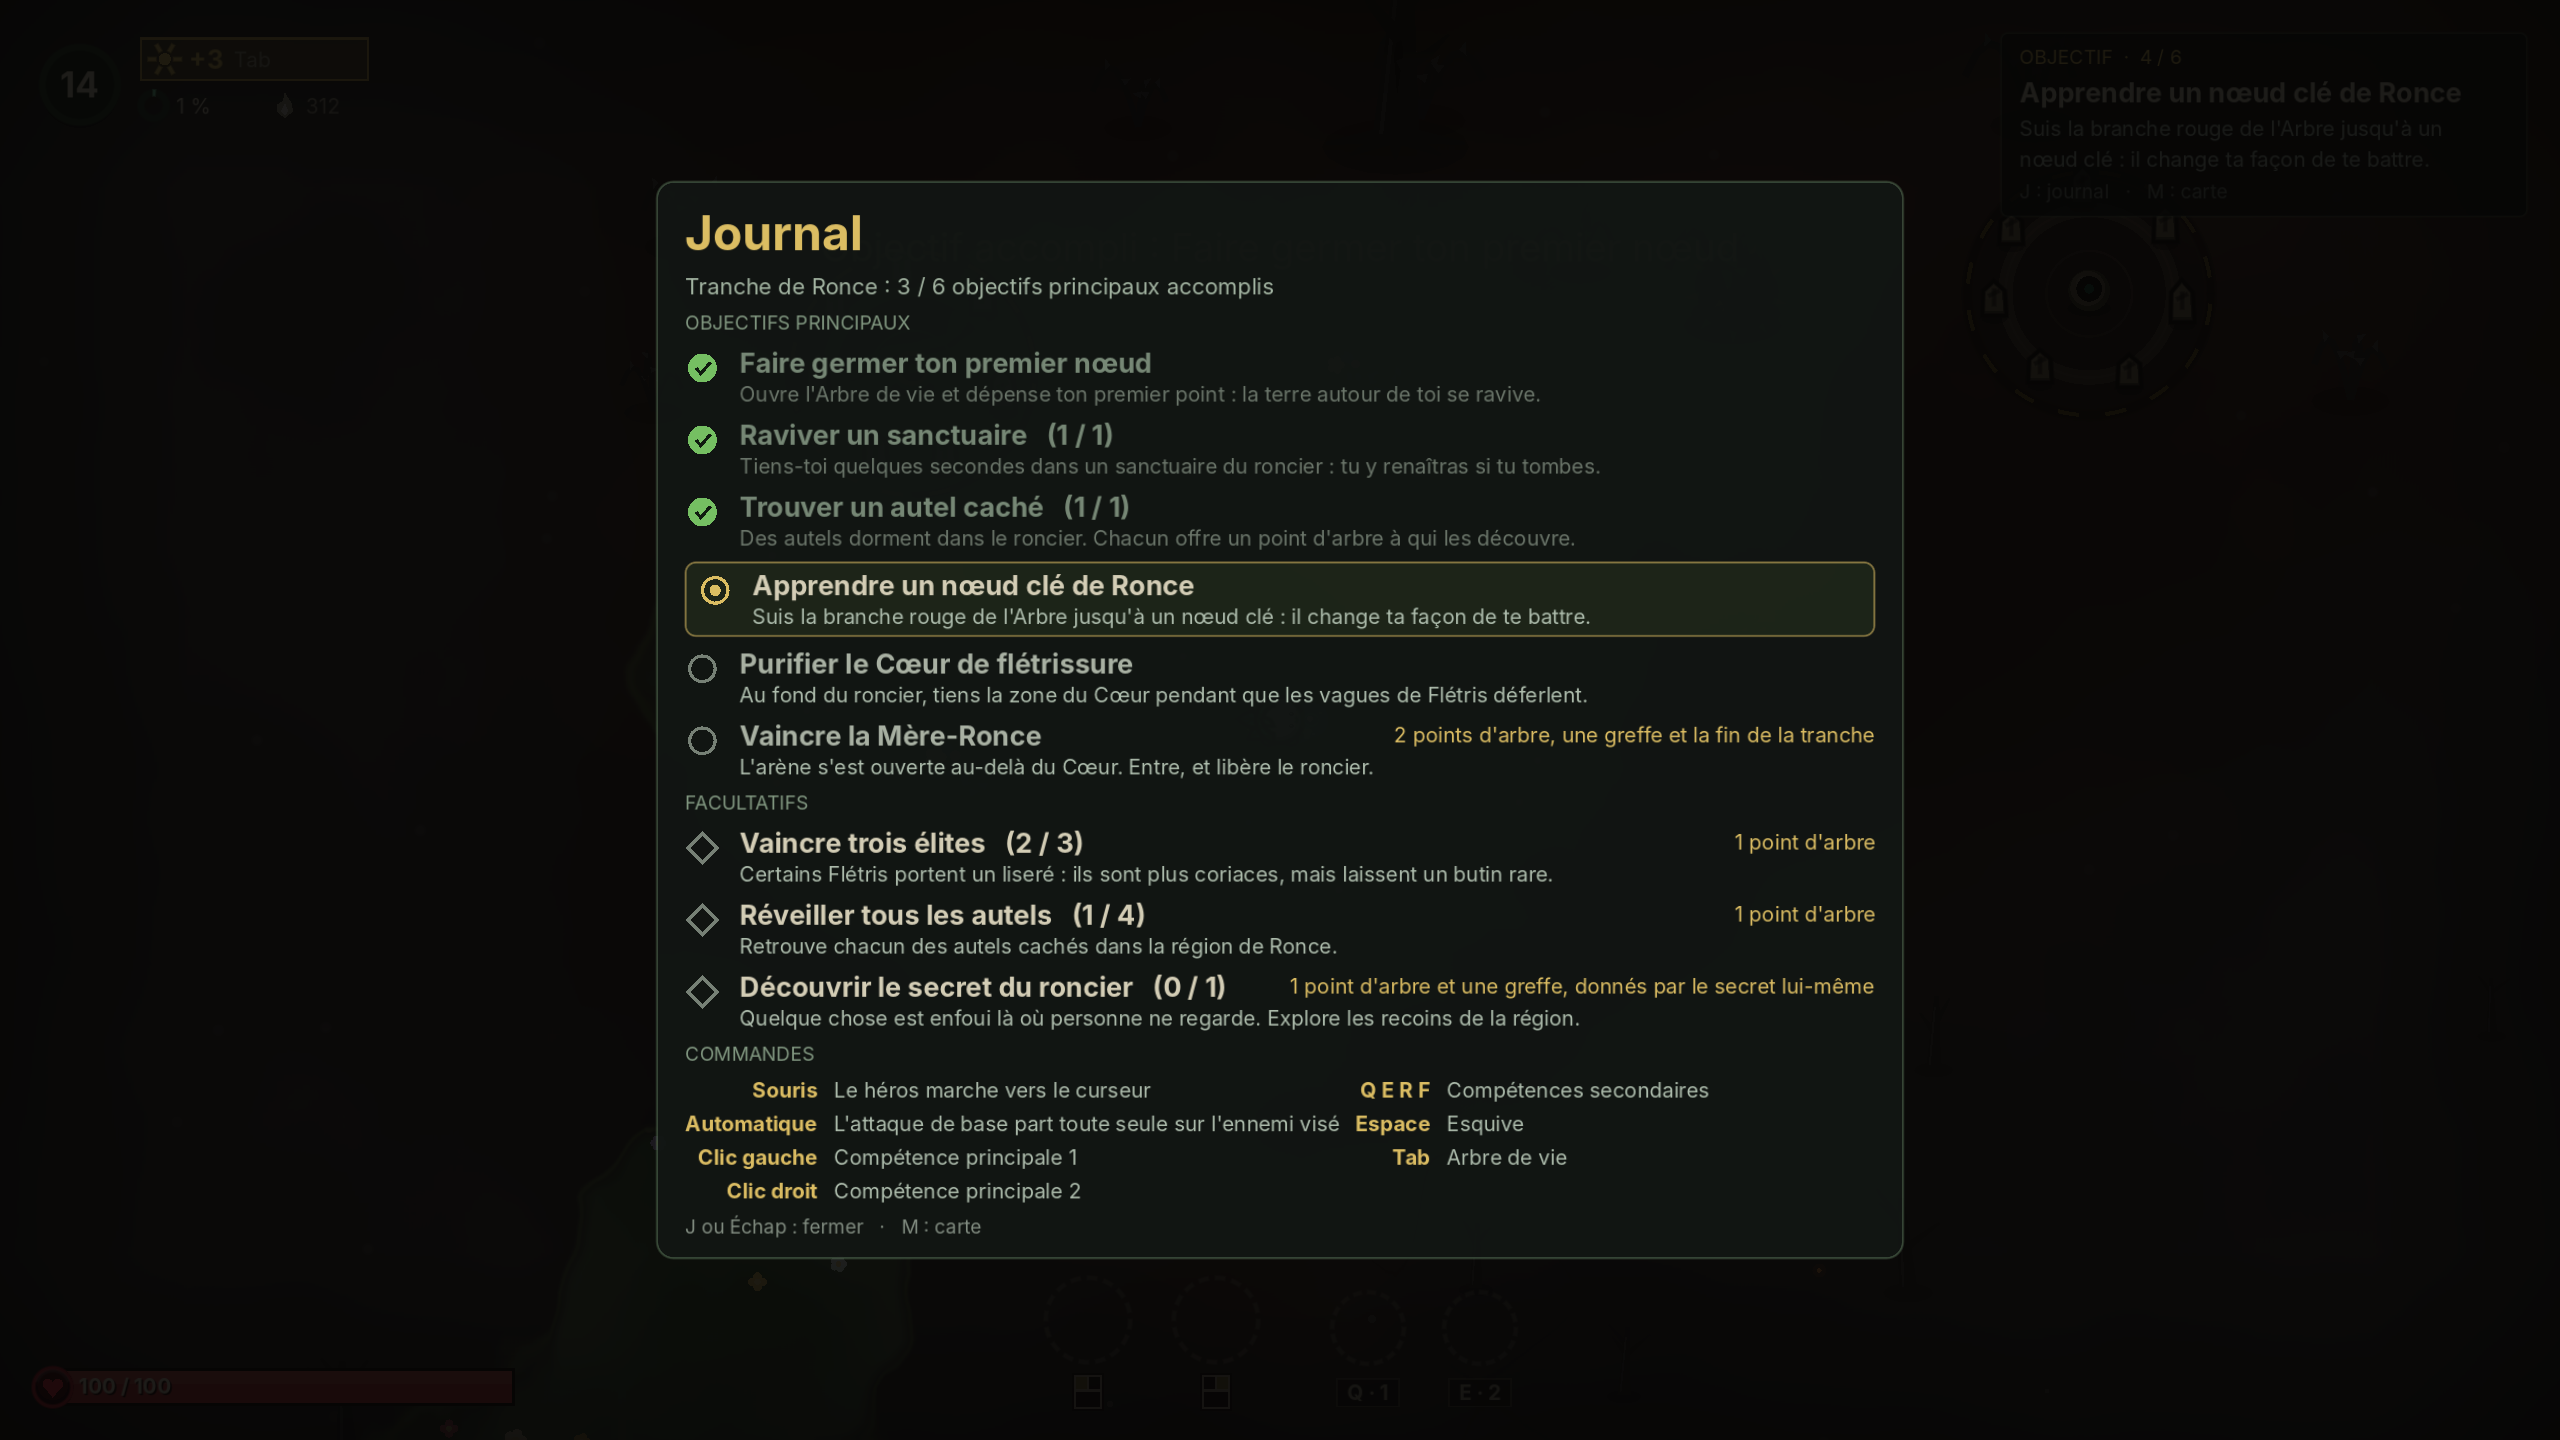 14
+3 Tab
1 %
312
OBJECTIF · 4 / 6
Apprendre un nœud clé de Ronce
Suis la branche rouge de l'Arbre jusqu'à un
nœud clé : il change ta façon de te battre.
J : journal · M : carte
Journal
objectif accompli Faire germer ton premier nœud
Tranche de Ronce : 3 / 6 objectifs principaux accomplis
OBJECTIFS PRINCIPAUX
Faire germer ton premier nœud
Ouvre l'Arbre de vie et dépense ton premier point : la terre autour de toi se ravive.
Raviver un sanctuaire (1 / 1)
Tiens-toi quelques secondes dans un sanctuaire du roncier : tu y renaîtras si tu tombes.
Trouver un autel caché (1 / 1)
Des autels dorment dans le roncier. Chacun offre un point d'arbre à qui les découvre.
Apprendre un nœud clé de Ronce
Suis la branche rouge de l'Arbre jusqu'à un nœud clé : il change ta façon de te battre.
Purifier le Cœur de flétrissure
Au fond du roncier, tiens la zone du Cœur pendant que les vagues de Flétris déferlent.
Vaincre la Mère-Ronce 2 points d'arbre, une greffe et la fin de la tranche
L'arène s'est ouverte au-delà du Cœur. Entre, et libère le roncier.
FACULTATIFS
Vaincre trois élites (2 / 3) 1 point d'arbre
Certains Flétris portent un liseré : ils sont plus coriaces, mais laissent un butin rare.
Réveiller tous les autels (1 / 4) 1 point d'arbre
Retrouve chacun des autels cachés dans la région de Ronce.
Découvrir le secret du roncier (0 / 1) 1 point d'arbre et une greffe, donnés par le secret lui-même
Quelque chose est enfoui là où personne ne regarde. Explore les recoins de la région.
COMMANDES
Souris Le héros marche vers le curseur Q E R F Compétences secondaires
Automatique L'attaque de base part toute seule sur l'ennemi visé Espace Esquive
Clic gauche Compétence principale 1 Tab Arbre de vie
Clic droit Compétence principale 2
J ou Échap : fermer · M : carte
100 / 100
Q · 1
E · 2